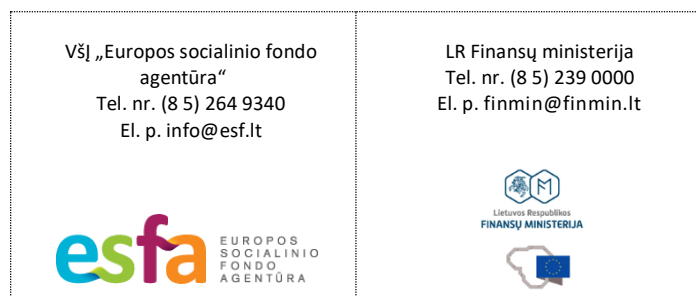 VšĮ „Europos socialinio fondo
agentūra“
Tel. nr. (8 5) 264 9340
El. p. info@esf.lt
esfa
EUROPOS
SOCIALINIO
FONDO
AGENTŪRA
LR Finansų ministerija
Tel. nr. (8 5) 239 0000
El. p. finmin@finmin.lt
Lietuvos Respublikos
FINANSŲ MINISTERIJA